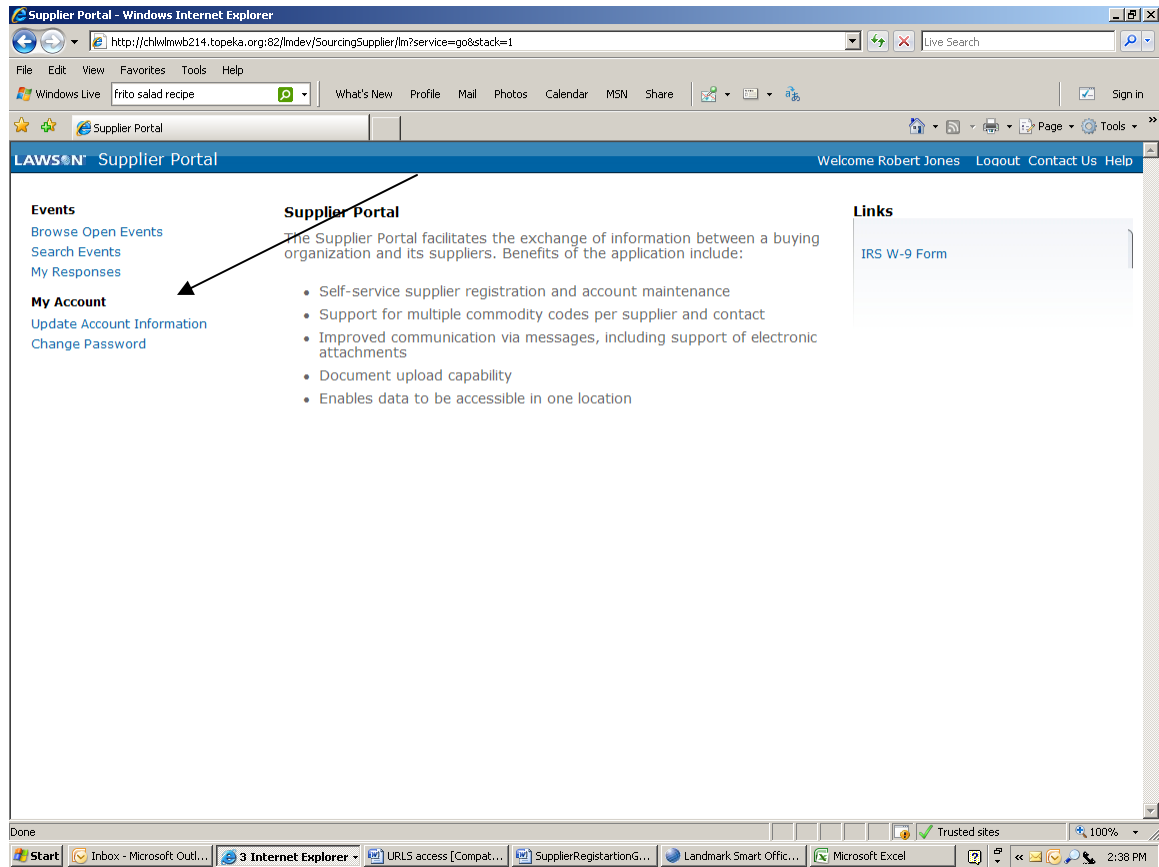 Supplier Portal - Windows Internet Explorer
http://chlwlmwb214.topeka.org:82/lmdev/SourcingSupplier/lm?service=go&stack=1
Live Search
File Edit View Favorites Tools Help
Windows Live frito salad recipe What's New Profile Mail Photos Calendar MSN Share Sign in
Supplier Portal Page Tools »
LAWSON Supplier Portal Welcome Robert Jones Logout Contact Us Help
Events
Browse Open Events
Search Events
My Responses
My Account
Update Account Information
Change Password
Supplier Portal
The Supplier Portal facilitates the exchange of information between a buying
organization and its suppliers. Benefits of the application include:
• Self-service supplier registration and account maintenance
• Support for multiple commodity codes per supplier and contact
• Improved communication via messages, including support of electronic
attachments
• Document upload capability
• Enables data to be accessible in one location
Links
IRS W-9 Form
Done Trusted sites 100%
Start Inbox - Microsoft Outl... 3 Internet Explorer URLS access [Compat... SupplierRegistartionG... Landmark Smart Offic... Microsoft Excel « 2:38 PM